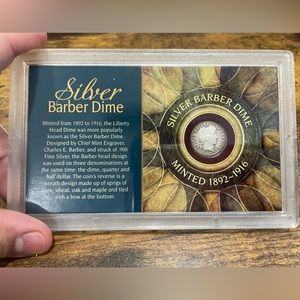 Silver
Barber Dime
Minted from 1892 to 1916, the Liberty
Head Dime was more popularly
known as the Silver Barber Dime.
Designed by Chief Mint Engraver,
Charles E. Barber, and struck of .900
Fine Silver, the Barber head design
was used on three denominations at
the same time: the dime, quarter and
half dollar. The coin's reverse is a
wreath design made up of sprigs of
corn, wheat, oak and maple and tied
with a bow at the bottom.
SILVER BARBER DIME
MINTED 1892-1916